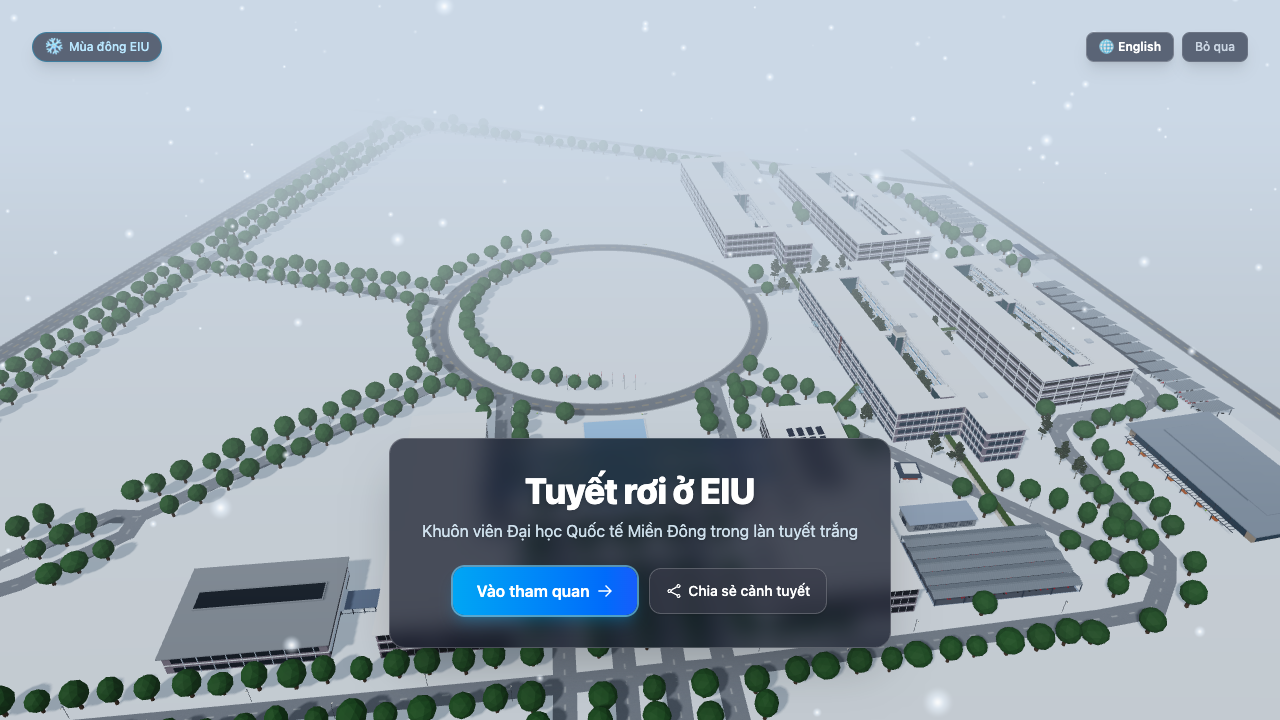 Mùa đông EIU
English
Bỏ qua
Tuyết rơi ở EIU
Khuôn viên Đại học Quốc tế Miền Đông trong làn tuyết trắng
Vào tham quan
Chia sẻ cảnh tuyết